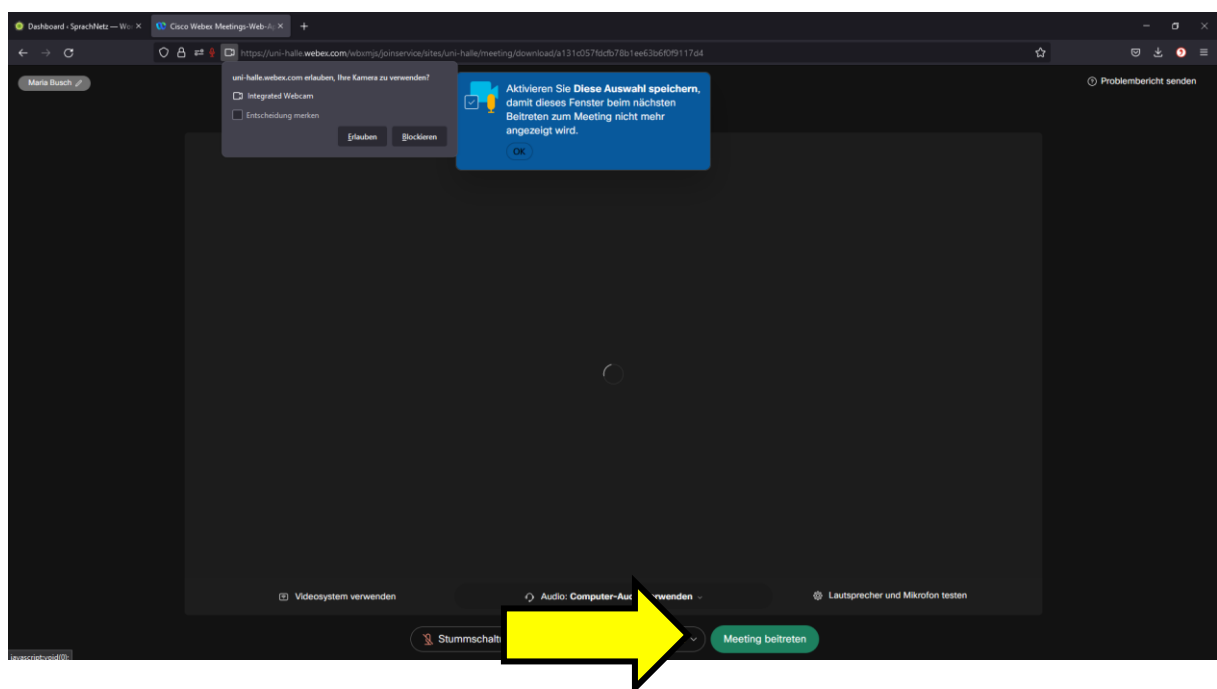 Dashboard ‹ SprachNetz — Wo
Cisco Webex Meetings-Web-A
https://uni-halle.webex.com/wbxmjs/joinservice/sites/uni-halle/meeting/download/a131c057fdcfb78b1ee63b6f0f9117d4
Maria Busch
Problembericht senden
uni-halle.webex.com erlauben, Ihre Kamera zu verwenden?
Integrated Webcam
Entscheidung merken
Erlauben Blockieren
Aktivieren Sie Diese Auswahl speichern,
damit dieses Fenster beim nächsten
Beitreten zum Meeting nicht mehr
angezeigt wird.
OK
Videosystem verwenden
Audio: Computer-Au rwenden
Lautsprecher und Mikrofon testen
Stummschalt
Meeting beitreten
javascript:void(0);